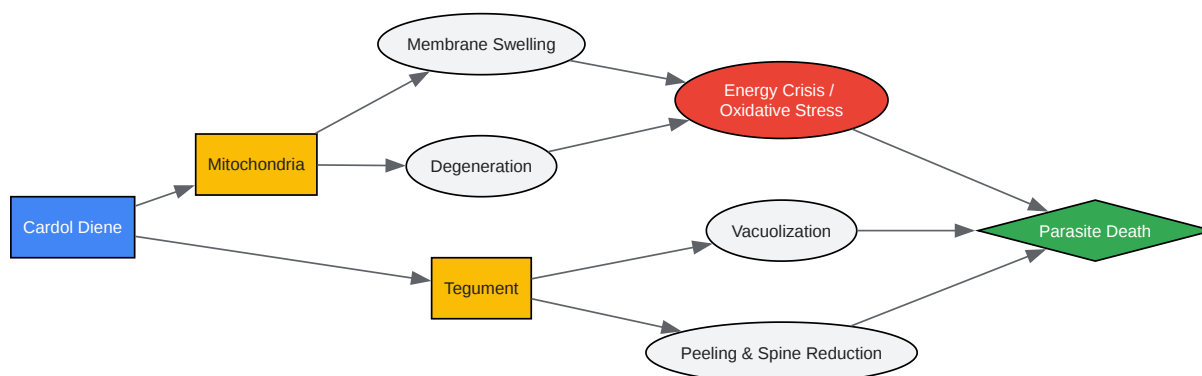 Membrane Swelling
Energy Crisis /
Oxidative Stress
Mitochondria
Degeneration
Cardol Diene
Vacuolization
Parasite Death
Tegument
Peeling & Spine Reduction